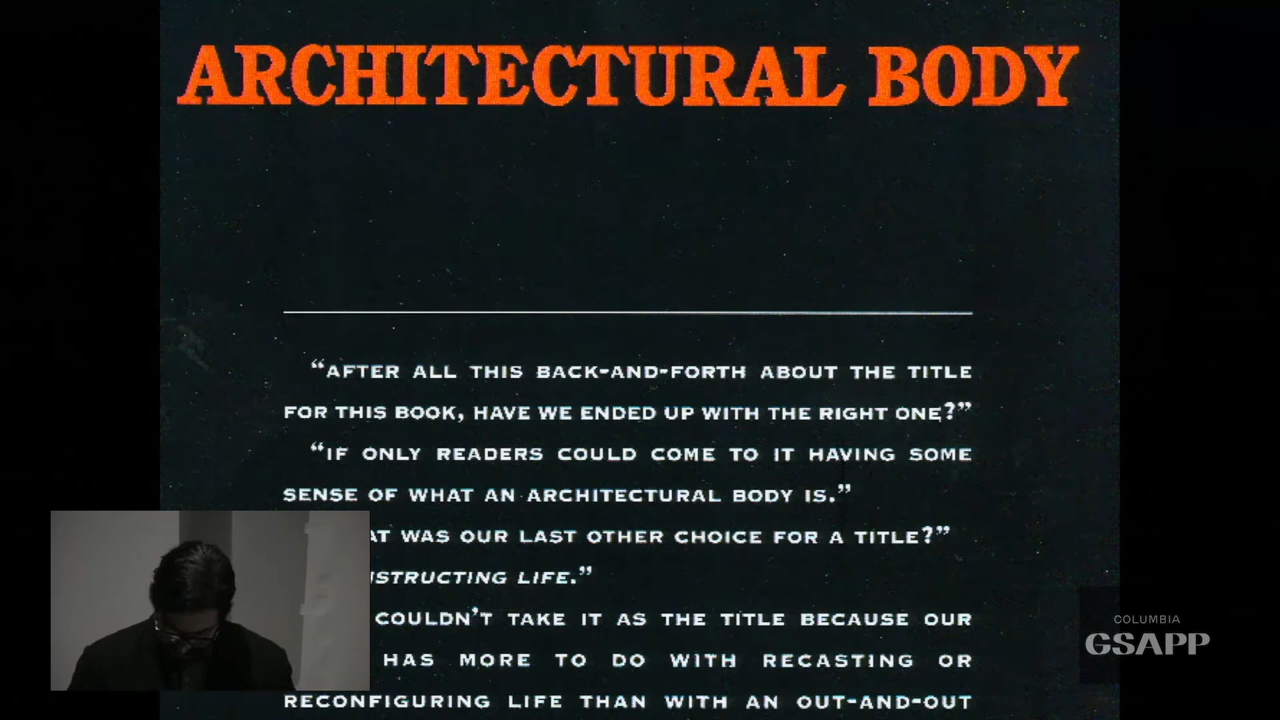 ARCHITECTURAL BODY
“AFTER ALL THIS BACK-AND-FORTH ABOUT THE TITLE
FOR THIS BOOK, HAVE WE ENDED UP WITH THE RIGHT ONE?”
“IF ONLY READERS COULD COME TO IT HAVING SOME
SENSE OF WHAT AN ARCHITECTURAL BODY IS.”
WAS OUR LAST OTHER CHOICE FOR A TITLE?”
LIFE.”
COULDN’T TAKE IT AS THE TITLE BECAUSE OUR
HAS MORE TO DO WITH RECASTING OR
RECONFIGURING LIFE THAN WITH AN OUT-AND-OUT
COLUMBIA
GSAPP